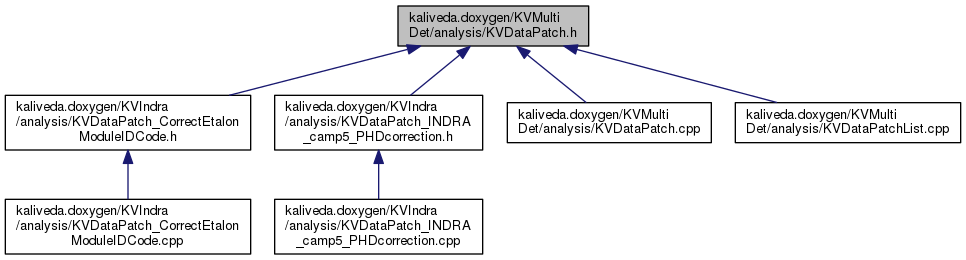 kaliveda.doxygen/KVMulti
Det/analysis/KVDataPatch.h
kaliveda.doxygen/KVIndra
/analysis/KVDataPatch_CorrectEtalon
ModuleIDCode.h
kaliveda.doxygen/KVIndra
/analysis/KVDataPatch_INDRA
_camp5_PHDcorrection.h
kaliveda.doxygen/KVMulti
Det/analysis/KVDataPatch.cpp
kaliveda.doxygen/KVMulti
Det/analysis/KVDataPatchList.cpp
kaliveda.doxygen/KVIndra
/analysis/KVDataPatch_CorrectEtalon
ModuleIDCode.cpp
kaliveda.doxygen/KVIndra
/analysis/KVDataPatch_INDRA
_camp5_PHDcorrection.cpp